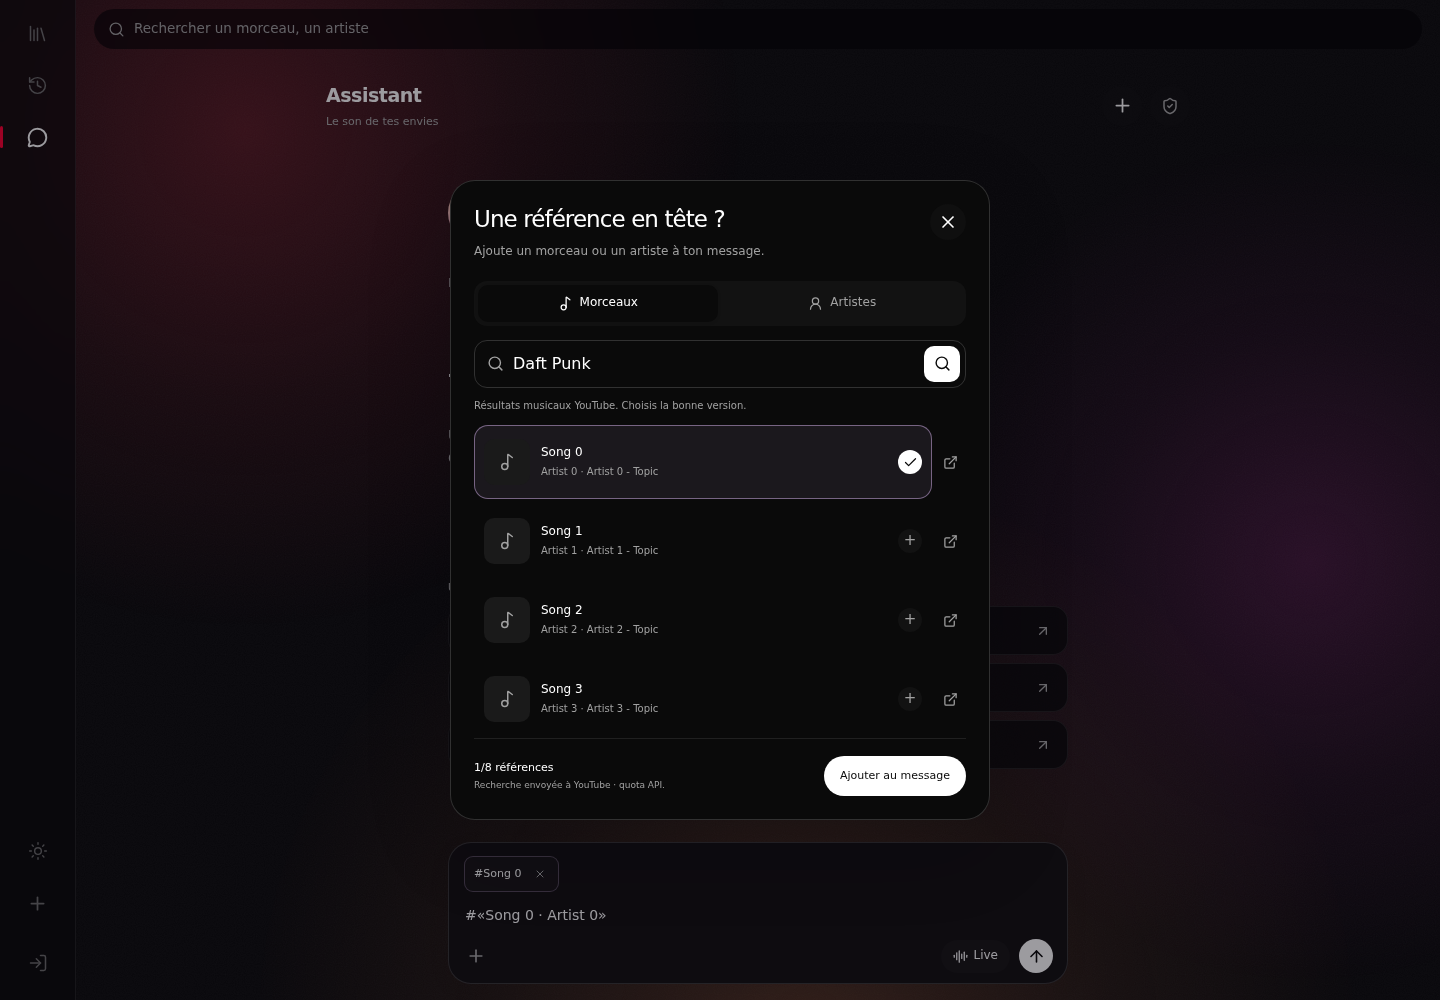 Rechercher un morceau, un artiste
Assistant
Le son de tes envies
Une référence en tête ?
Ajoute un morceau ou un artiste à ton message.
Morceaux
Artistes
Daft Punk
Résultats musicaux YouTube. Choisis la bonne version.
Song 0
Artist 0 · Artist 0 - Topic
Song 1
Artist 1 · Artist 1 - Topic
Song 2
Artist 2 · Artist 2 - Topic
Song 3
Artist 3 · Artist 3 - Topic
1/8 références
Recherche envoyée à YouTube · quota API.
Ajouter au message
#Song 0
#«Song 0 · Artist 0»
Live